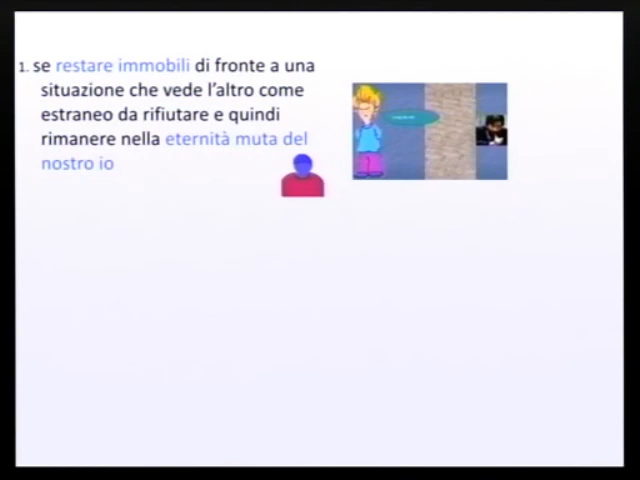 1. se restare immobili di fronte a una
situazione che vede l’altro come
estraneo da rifiutare e quindi
rimanere nella eternità muta del
nostro io